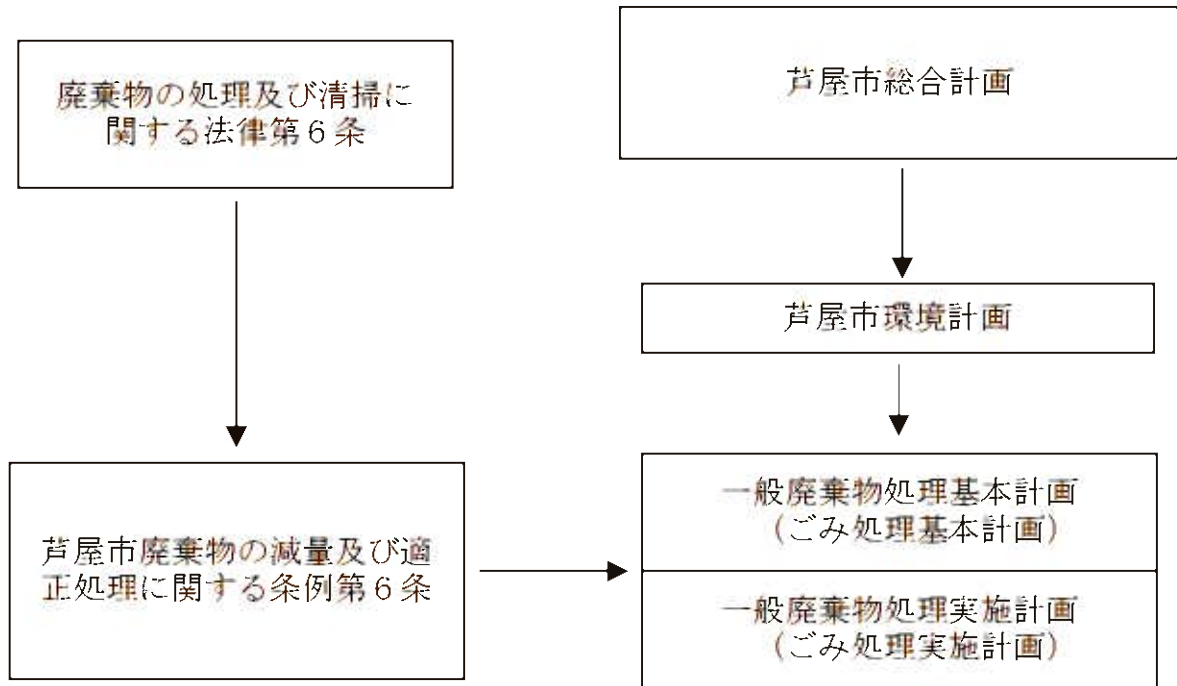 廃棄物の処理及び清掃に
関する法律第６条
芦屋市総合計画
芦屋市環境計画
芦屋市廃棄物の減量及び適
正処理に関する条例第６条
一般廃棄物処理基本計画
(ごみ処理基本計画)
一般廃棄物処理実施計画
(ごみ処理実施計画)